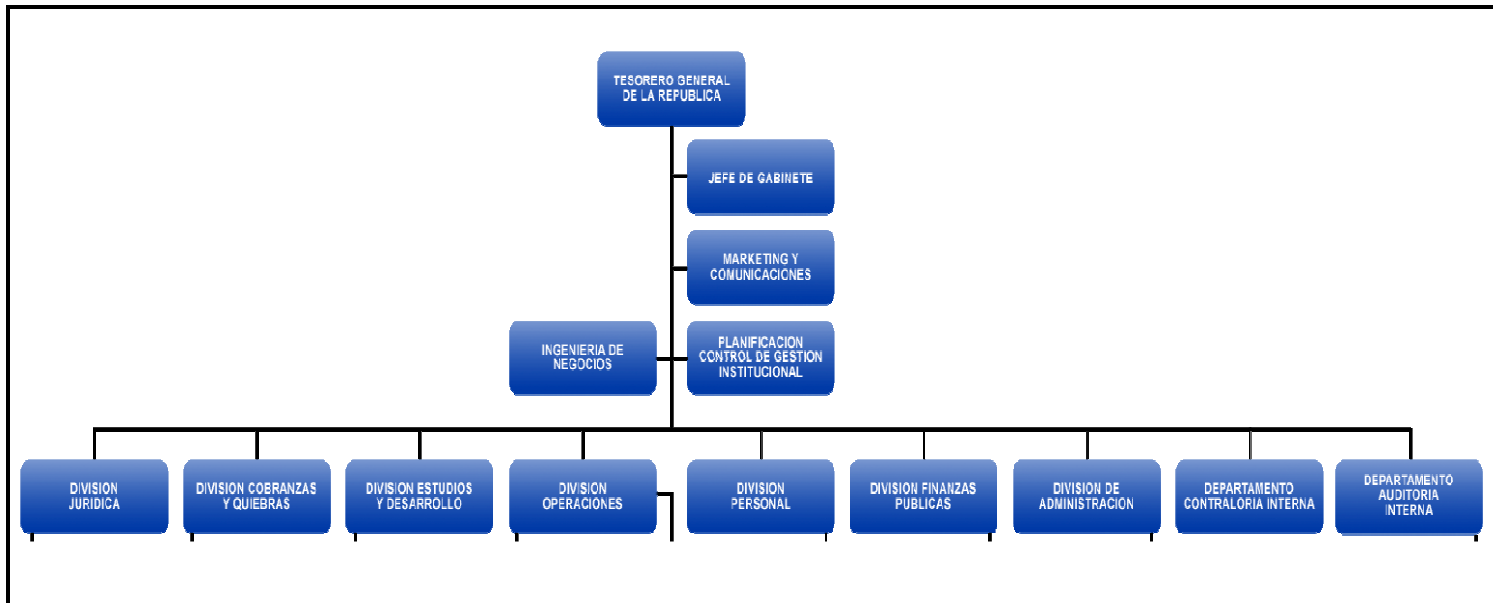 TESORERO GENERAL
DE LA REPUBLICA
JEFE DE GABINETE
MARKETING Y
COMUNICACIONES
INGENIERIA DE
NEGOCIOS
PLANIFICACION
CONTROL DE GESTION
INSTITUCIONAL
DIVISION
JURIDICA
DIVISION COBRANZAS
Y QUIEBRAS
DIVISION ESTUDIOS
Y DESARROLLO
DIVISION
OPERACIONES
DIVISION
PERSONAL
DIVISION FINANZAS
PUBLICAS
DIVISION DE
ADMINISTRACION
DEPARTAMENTO
CONTRALORIA INTERNA
DEPARTAMENTO
AUDITORIA
INTERNA